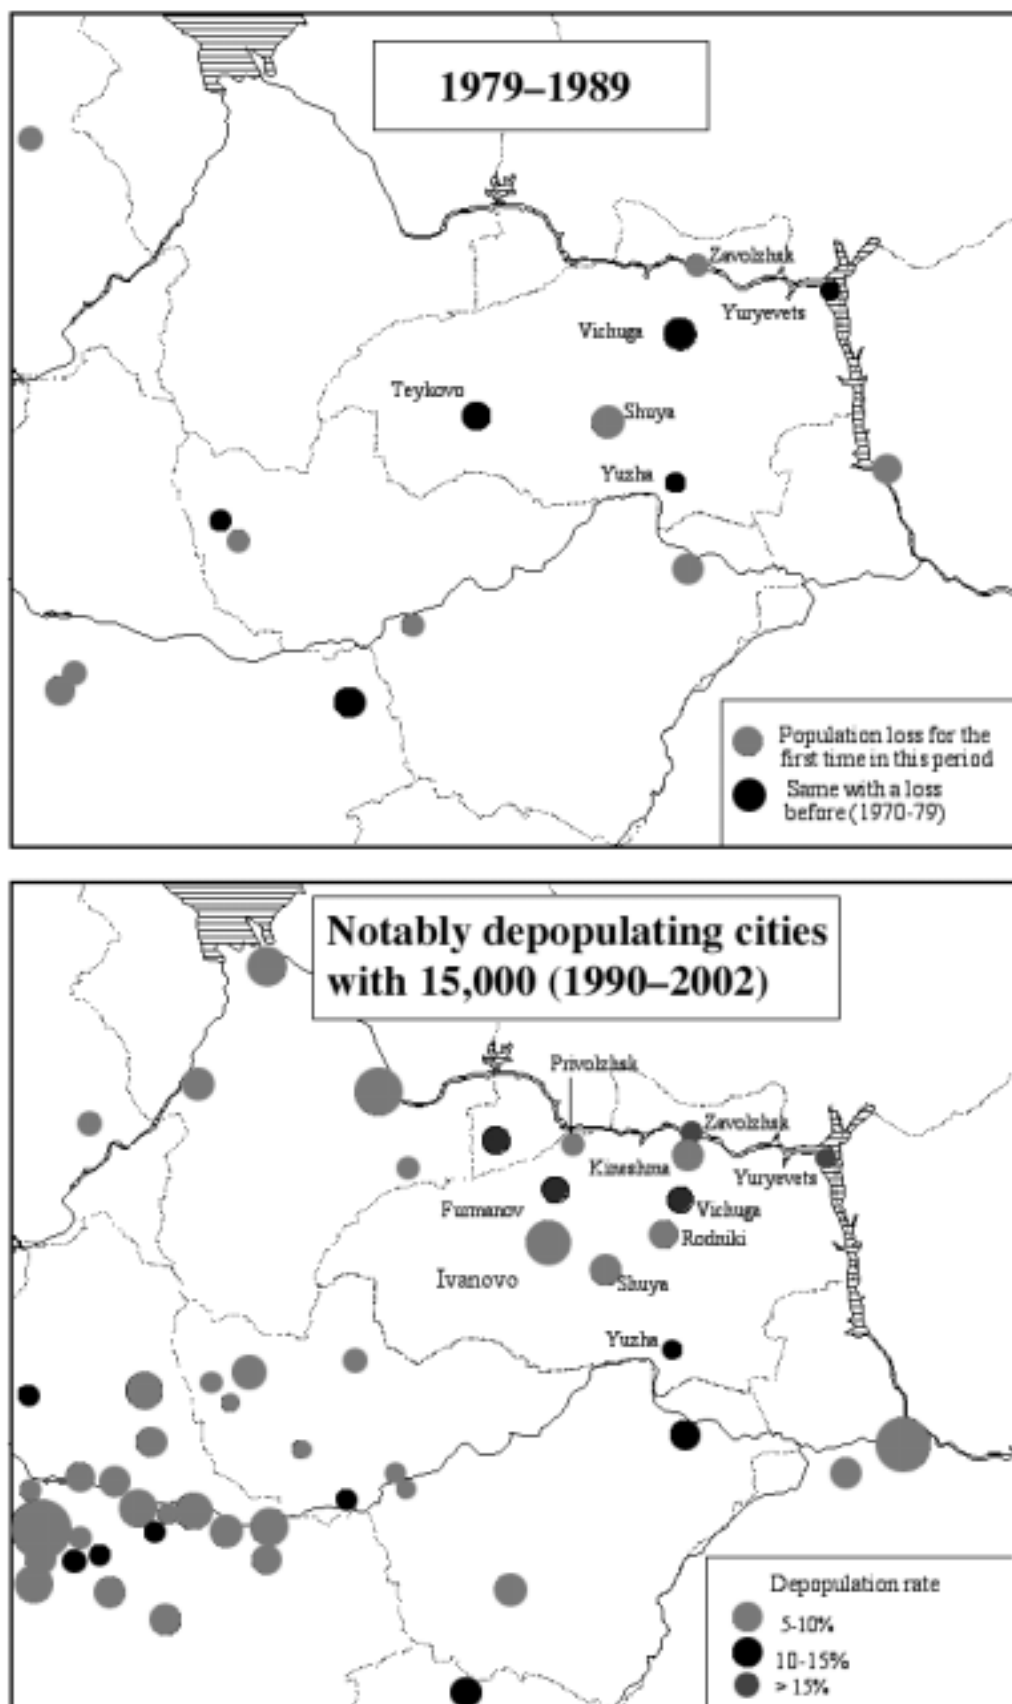 1979–1989
Zavolzhsk
Yuryevets
Vichuga
Teykovo
Shuya
Yuzha
Population loss for the
first time in this period
Same with a loss
before (1970-79)
Notably depopulating cities
with 15,000 (1990–2002)
Privolzhsk
Zavolzhsk
Kineshma
Yuryevets
Furmanov
Vichuga
Rodniki
Ivanovo
Shuya
Yuzha
Depopulation rate
5-10%
10-15%
> 15%